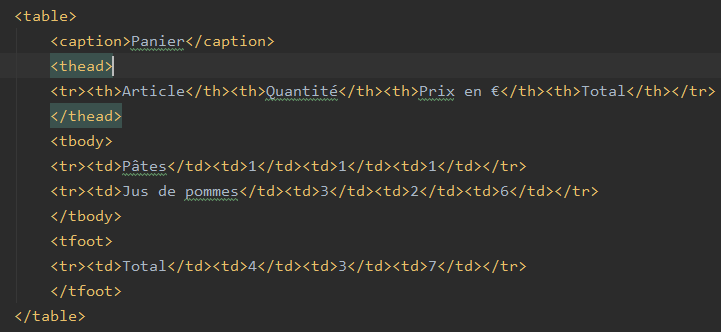 <table>
<caption>Panier</caption>
<thead>
<tr><th>Article</th><th>Quantité</th><th>Prix en €</th><th>Total</th></tr>
</thead>
<tbody>
<tr><td>Pâtes</td><td>1</td><td>1</td><td>1</td></tr>
<tr><td>Jus de pommes</td><td>3</td><td>2</td><td>6</td></tr>
</tbody>
<tfoot>
<tr><td>Total</td><td>4</td><td>3</td><td>7</td></tr>
</tfoot>
</table>